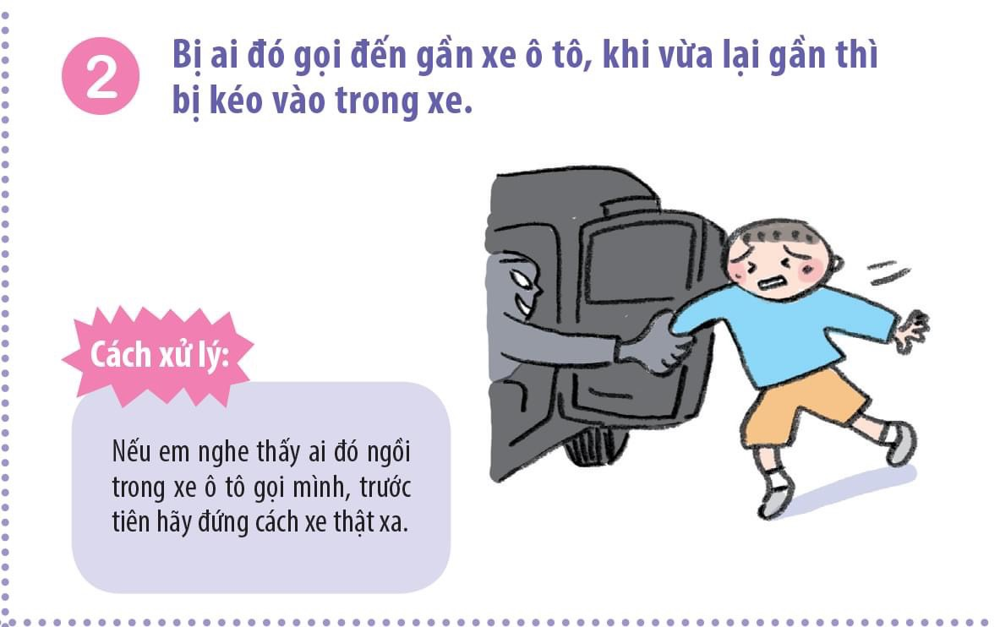 2
Bị ai đó gọi đến gần xe ô tô, khi vừa lại gần thì
bị kéo vào trong xe.
Cách xử lý:
Nếu em nghe thấy ai đó ngồi
trong xe ô tô gọi mình, trước
tiên hãy đứng cách xe thật xa.